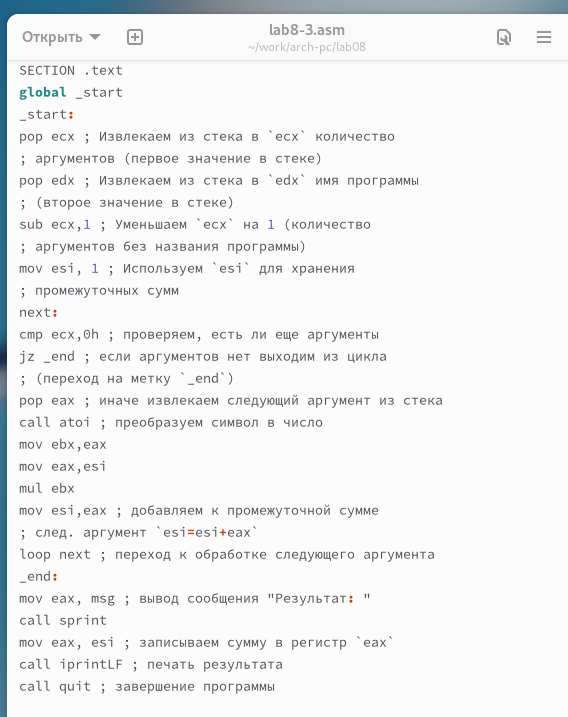 Открыть
lab8-3.asm
~/work/arch-pc/lab08
SECTION .text
global _start
_start:
pop ecx ; Извлекаем из стека в `ecx` количество
; аргументов (первое значение в стеке)
pop edx ; Извлекаем из стека в `edx` имя программы
; (второе значение в стеке)
sub ecx,1 ; Уменьшаем `ecx` на 1 (количество
; аргументов без названия программы)
mov esi, 1 ; Используем `esi` для хранения
; промежуточных сумм
next:
cmp ecx,0h ; проверяем, есть ли еще аргументы
jz _end ; если аргументов нет выходим из цикла
; (переход на метку `_end`)
pop eax ; иначе извлекаем следующий аргумент из стека
call atoi ; преобразуем символ в число
mov ebx,eax
mov eax,esi
mul ebx
mov esi,eax ; добавляем к промежуточной сумме
; след. аргумент `esi=esi+eax`
loop next ; переход к обработке следующего аргумента
_end:
mov eax, msg ; вывод сообщения "Результат: "
call sprint
mov eax, esi ; записываем сумму в регистр `eax`
call iprintLF ; печать результата
call quit ; завершение программы